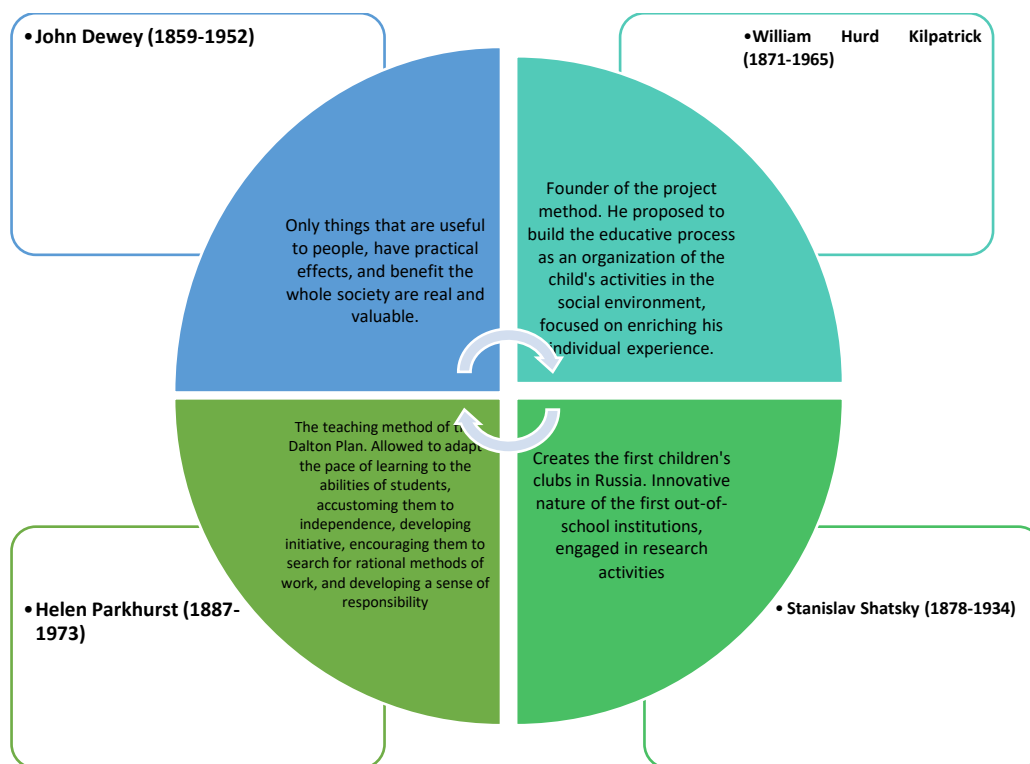 •John Dewey (1859-1952)
Only things that are useful
to people, have practical
effects, and benefit the
whole society are real and
valuable.
•William Hurd Kilpatrick
(1871-1965)
Founder of the project
method. He proposed to
build the educative process
as an organization of the
child's activities in the
social environment,
focused on enriching his
individual experience.
The teaching method of
Dalton Plan. Allowed to adapt
the pace of learning to the
abilities of students,
accustoming them to
independence, developing
initiative, encouraging them to
search for rational methods of
work, and developing a sense of
responsibility
•Helen Parkhurst (1887-
1973)
Creates the first children's
clubs in Russia. Innovative
nature of the first out-of-
school institutions,
engaged in research
activities
• Stanislav Shatsky (1878-1934)